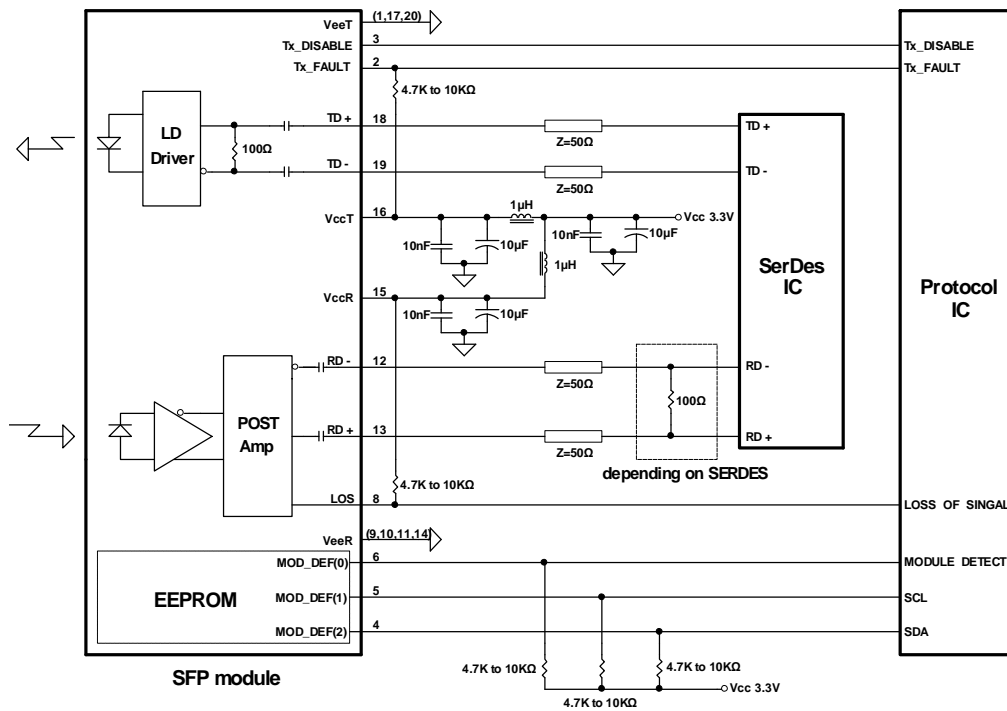 VeeT
(1,17,20)
Tx_DISABLE
3
Tx_DISABLE
Tx_FAULT
2
Tx_FAULT
4.7K to 10KΩ
LD
Driver
100Ω
TD +
18
Z=50Ω
TD +
TD -
19
Z=50Ω
TD -
VccT
16
1µH
Vcc 3.3V
10nF
10µF
10nF
10µF
1µH
VccR
15
10nF
10µF
SerDes
IC
Protocol
IC
RD -
12
Z=50Ω
RD -
100Ω
POST
Amp
RD +
13
Z=50Ω
RD +
depending on SERDES
4.7K to 10KΩ
LOS
8
LOSS OF SINGAL
VeeR
(9,10,11,14)
EEPROM
MOD_DEF(0)
6
MODULE DETECT
MOD_DEF(1)
5
SCL
MOD_DEF(2)
4
SDA
4.7K to 10KΩ
4.7K to 10KΩ
4.7K to 10KΩ
Vcc 3.3V
SFP module